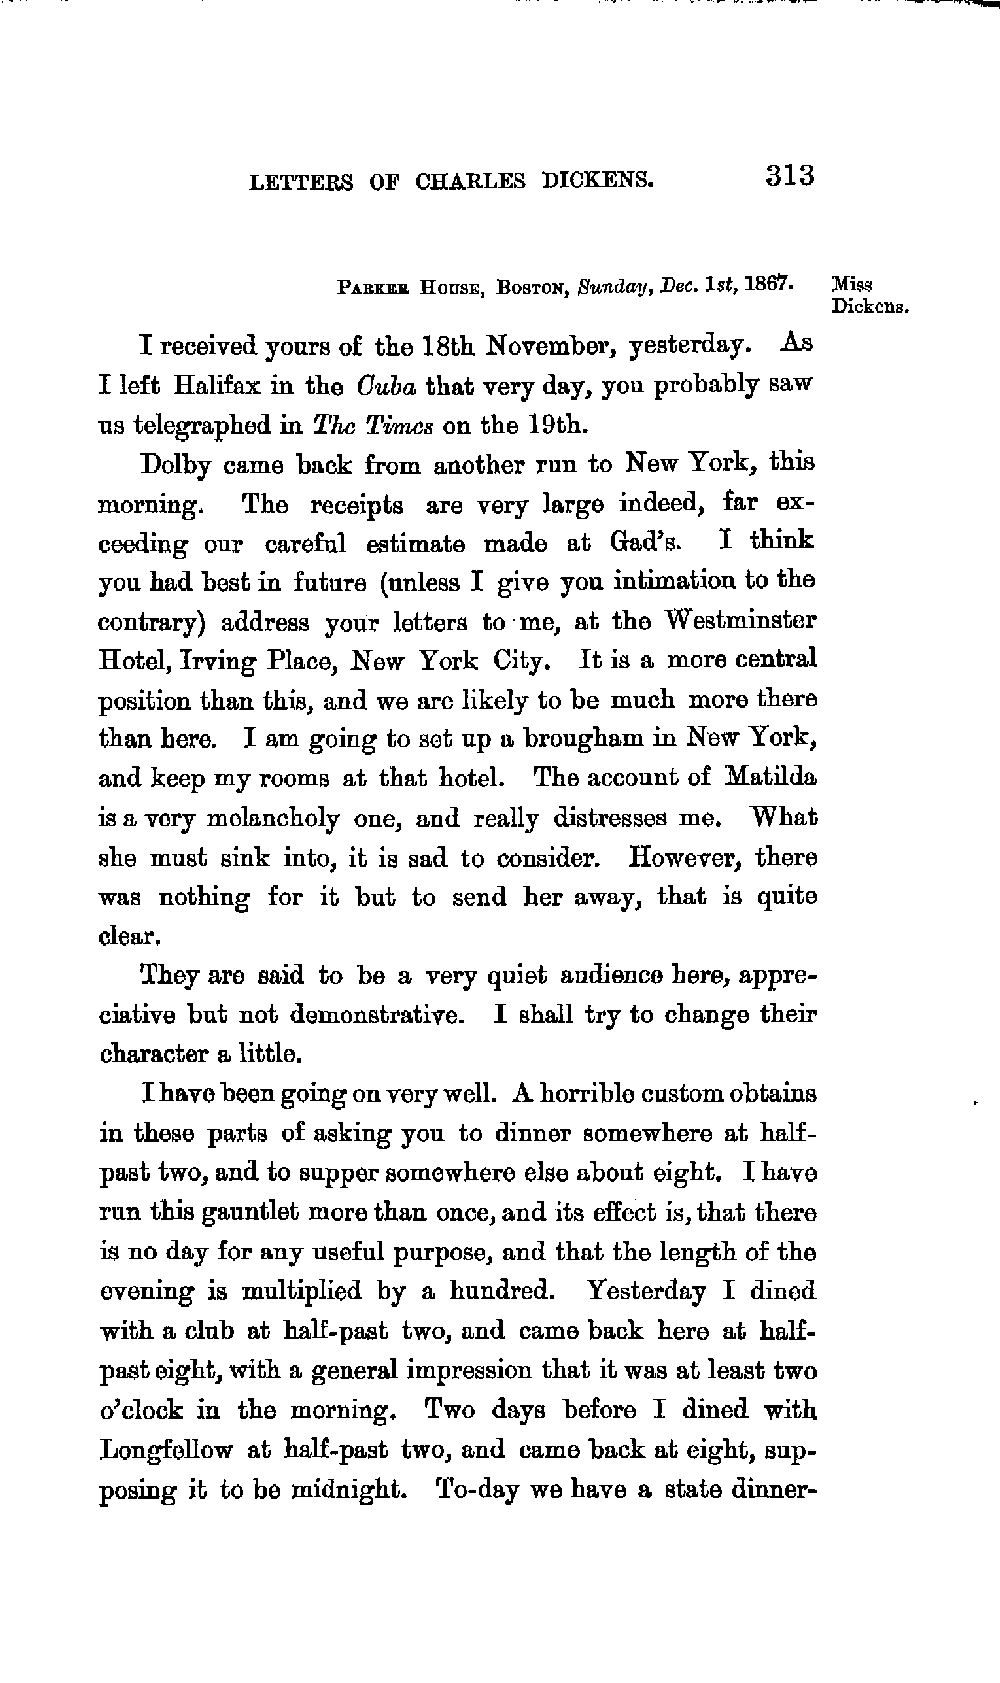 LETTERS OF CHARLES DICKENS. 313
PARKER HOUSE, BOSTON, Sunday, Dec. 1st, 1867. Miss
Dickens.
I received yours of the 18th November, yesterday. As
I left Halifax in the Cuba that very day, you probably saw
us telegraphed in The Times on the 19th.
Dolby came back from another run to New York, this
morning. The receipts are very large indeed, far ex-
ceeding our careful estimate made at Gad's. I think
you had best in future (unless I give you intimation to the
contrary) address your letters to me, at the Westminster
Hotel, Irving Place, New York City. It is a more central
position than this, and we are likely to be much more there
than here. I am going to set up a brougham in New York,
and keep my rooms at that hotel. The account of Matilda
is a very melancholy one, and really distresses me. What
she must sink into, it is sad to consider. However, there
was nothing for it but to send her away, that is quite
clear.
They are said to be a very quiet audience here, appre-
ciative but not demonstrative. I shall try to change their
character a little.
I have been going on very well. A horrible custom obtains
in these parts of asking you to dinner somewhere at half-
past two, and to supper somewhere else about eight. I have
run this gauntlet more than once, and its effect is, that there
is no day for any useful purpose, and that the length of the
evening is multiplied by a hundred. Yesterday I dined
with a club at half-past two, and came back here at half-
past eight, with a general impression that it was at least two
o'clock in the morning. Two days before I dined with
Longfellow at half-past two, and came back at eight, sup-
posing it to be midnight. To-day we have a state dinner-